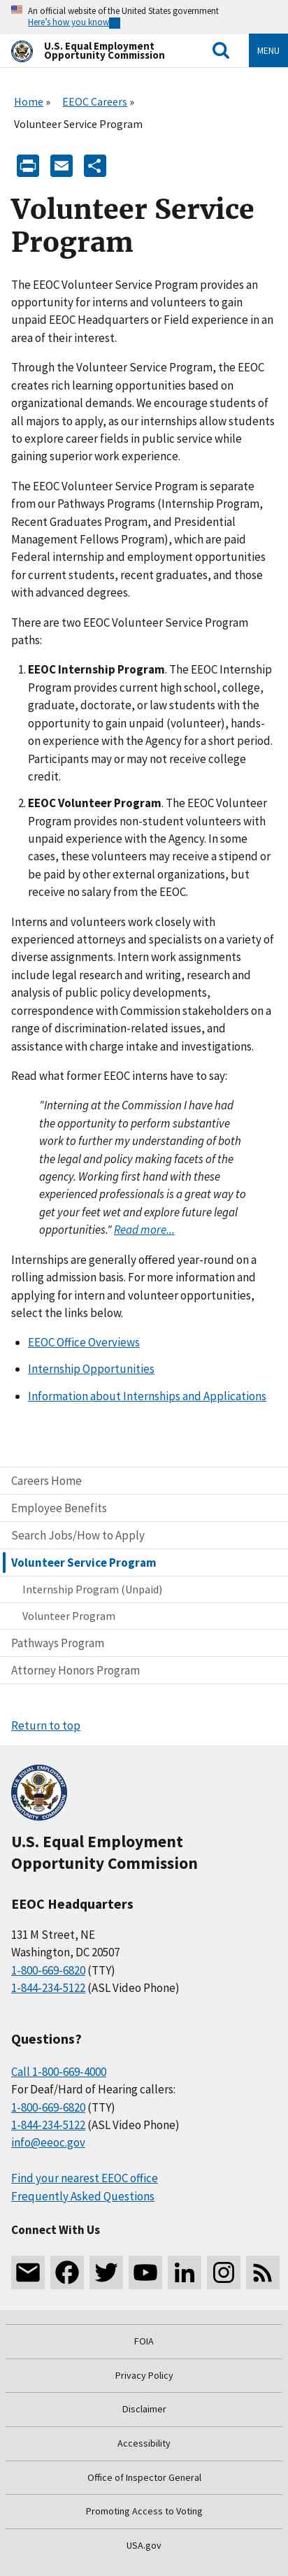 An official website of the United States government
Here's how you know
U.S. Equal Employment
Opportunity Commission
MENU
Home »
EEOC Careers »
Volunteer Service Program
Volunteer Service
Program
The EEOC Volunteer Service Program provides an
opportunity for interns and volunteers to gain
unpaid EEOC Headquarters or Field experience in an
area of their interest.
Through the Volunteer Service Program, the EEOC
creates rich learning opportunities based on
organizational demands. We encourage students of
all majors to apply, as our internships allow students
to explore career fields in public service while
gaining superior work experience.
The EEOC Volunteer Service Program is separate
from our Pathways Programs (Internship Program,
Recent Graduates Program, and Presidential
Management Fellows Program), which are paid
Federal internship and employment opportunities
for current students, recent graduates, and those
with advanced degrees.
There are two EEOC Volunteer Service Program
paths:
1. EEOC Internship Program. The EEOC Internship
Program provides current high school, college,
graduate, doctorate, or law students with the
opportunity to gain unpaid (volunteer), hands-
on experience with the Agency for a short period.
Participants may or may not receive college
credit.
2. EEOC Volunteer Program. The EEOC Volunteer
Program provides non-student volunteers with
unpaid experience with the Agency. In some
cases, these volunteers may receive a stipend or
be paid by other external organizations, but
receive no salary from the EEOC.
Interns and volunteers work closely with
experienced attorneys and specialists on a variety of
diverse assignments. Intern work assignments
include legal research and writing, research and
analysis of public policy developments,
correspondence with Commission stakeholders on a
range of discrimination-related issues, and
assistance with charge intake and investigations.
Read what former EEOC interns have to say:
"Interning at the Commission I have had
the opportunity to perform substantive
work to further my understanding of both
the legal and policy making facets of the
agency. Working first hand with these
experienced professionals is a great way to
get your feet wet and explore future legal
opportunities." Read more...
Internships are generally offered year-round on a
rolling admission basis. For more information and
applying for intern and volunteer opportunities,
select the links below.
• EEOC Office Overviews
• Internship Opportunities
• Information about Internships and Applications
Careers Home
Employee Benefits
Search Jobs/How to Apply
Volunteer Service Program
Internship Program (Unpaid)
Volunteer Program
Pathways Program
Attorney Honors Program
Return to top
U.S. Equal Employment
Opportunity Commission
EEOC Headquarters
131 M Street, NE
Washington, DC 20507
1-800-669-6820 (TTY)
1-844-234-5122 (ASL Video Phone)
Questions?
Call 1-800-669-4000
For Deaf/Hard of Hearing callers:
1-800-669-6820 (TTY)
1-844-234-5122 (ASL Video Phone)
info@eeoc.gov
Find your nearest EEOC office
Frequently Asked Questions
Connect With Us
FOIA
Privacy Policy
Disclaimer
Accessibility
Office of Inspector General
Promoting Access to Voting
USA.gov